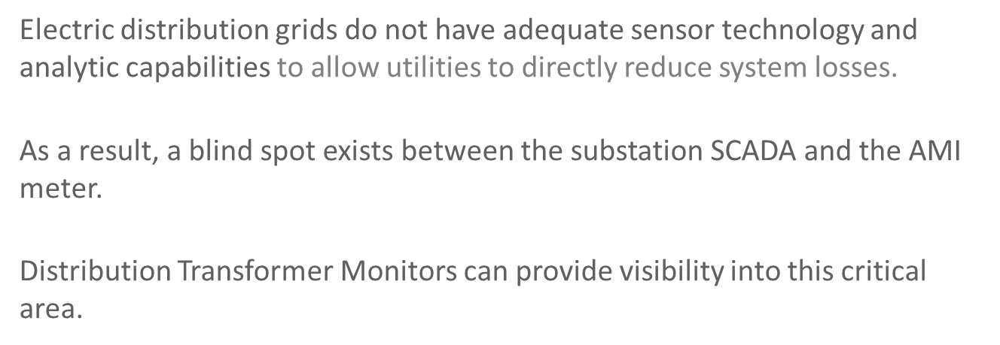 Electric distribution grids do not have adequate sensor technology and
analytic capabilities to allow utilities to directly reduce system losses.
As a result, a blind spot exists between the substation SCADA and the AMI
meter.
Distribution Transformer Monitors can provide visibility into this critical
area.